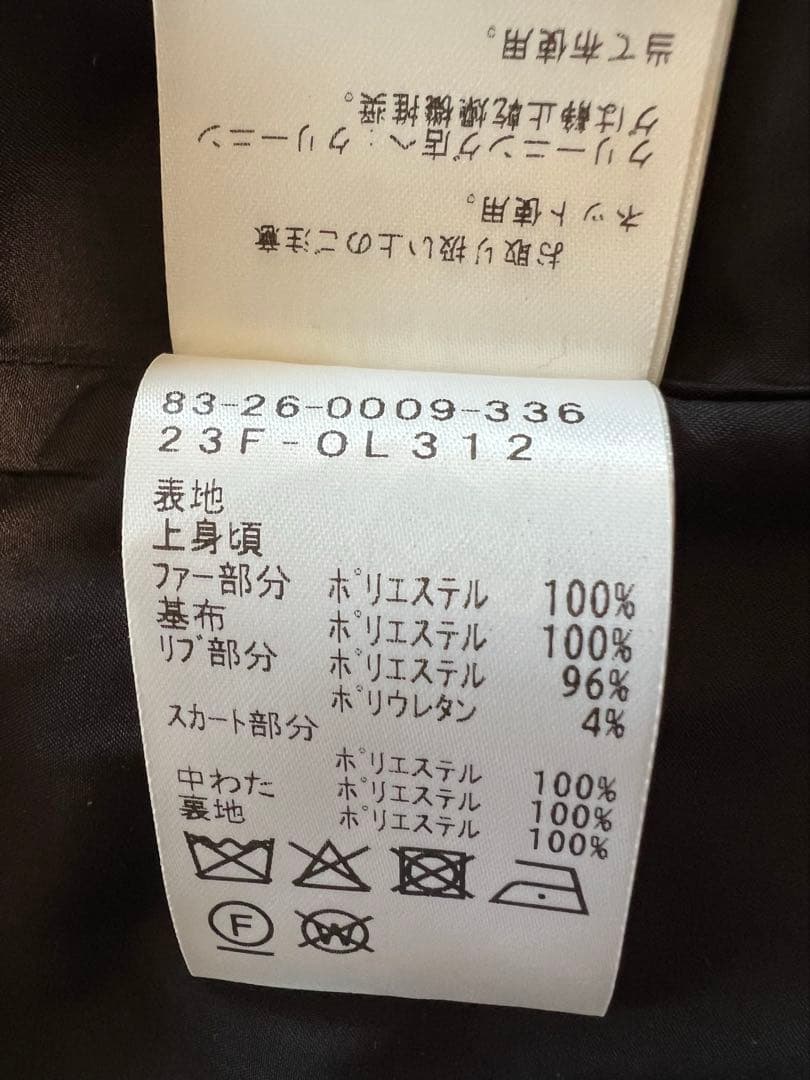 お取り扱い上のご注意
ネット使用。
クリーニング店へ：クリーニン
グは静止乾燥機推奨。
当て布使用。
83-26-0009-336
23F-OL312
表地
上身頃
ファー部分 ポリエステル 100%
基布 ポリエステル 100%
リブ部分 ポリエステル 96%
ポリウレタン 4%
スカート部分
ポリエステル 100%
中わた ポリエステル 100%
裏地 ポリエステル 100%
F W